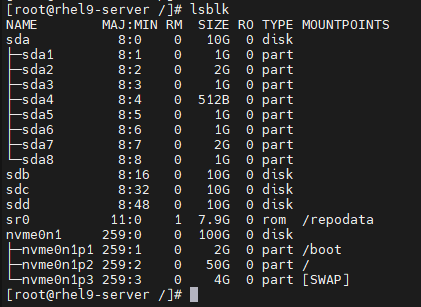 [root@rhel9-server /]# lsblk
NAME        MAJ:MIN RM  SIZE RO TYPE MOUNTPOINTS
sda           8:0    0   10G  0 disk
├─sda1        8:1    0    1G  0 part
├─sda2        8:2    0    2G  0 part
├─sda3        8:3    0    1G  0 part
├─sda4        8:4    0  512B  0 part
├─sda5        8:5    0    1G  0 part
├─sda6        8:6    0    1G  0 part
├─sda7        8:7    0    2G  0 part
└─sda8        8:8    0    1G  0 part
sdb           8:16   0   10G  0 disk
sdc           8:32   0   10G  0 disk
sdd           8:48   0   10G  0 disk
sr0          11:0    1  7.9G  0 rom  /repodata
nvme0n1     259:0    0  100G  0 disk
├─nvme0n1p1 259:1    0    2G  0 part /boot
├─nvme0n1p2 259:2    0   50G  0 part /
└─nvme0n1p3 259:3    0    4G  0 part [SWAP]
[root@rhel9-server /]#